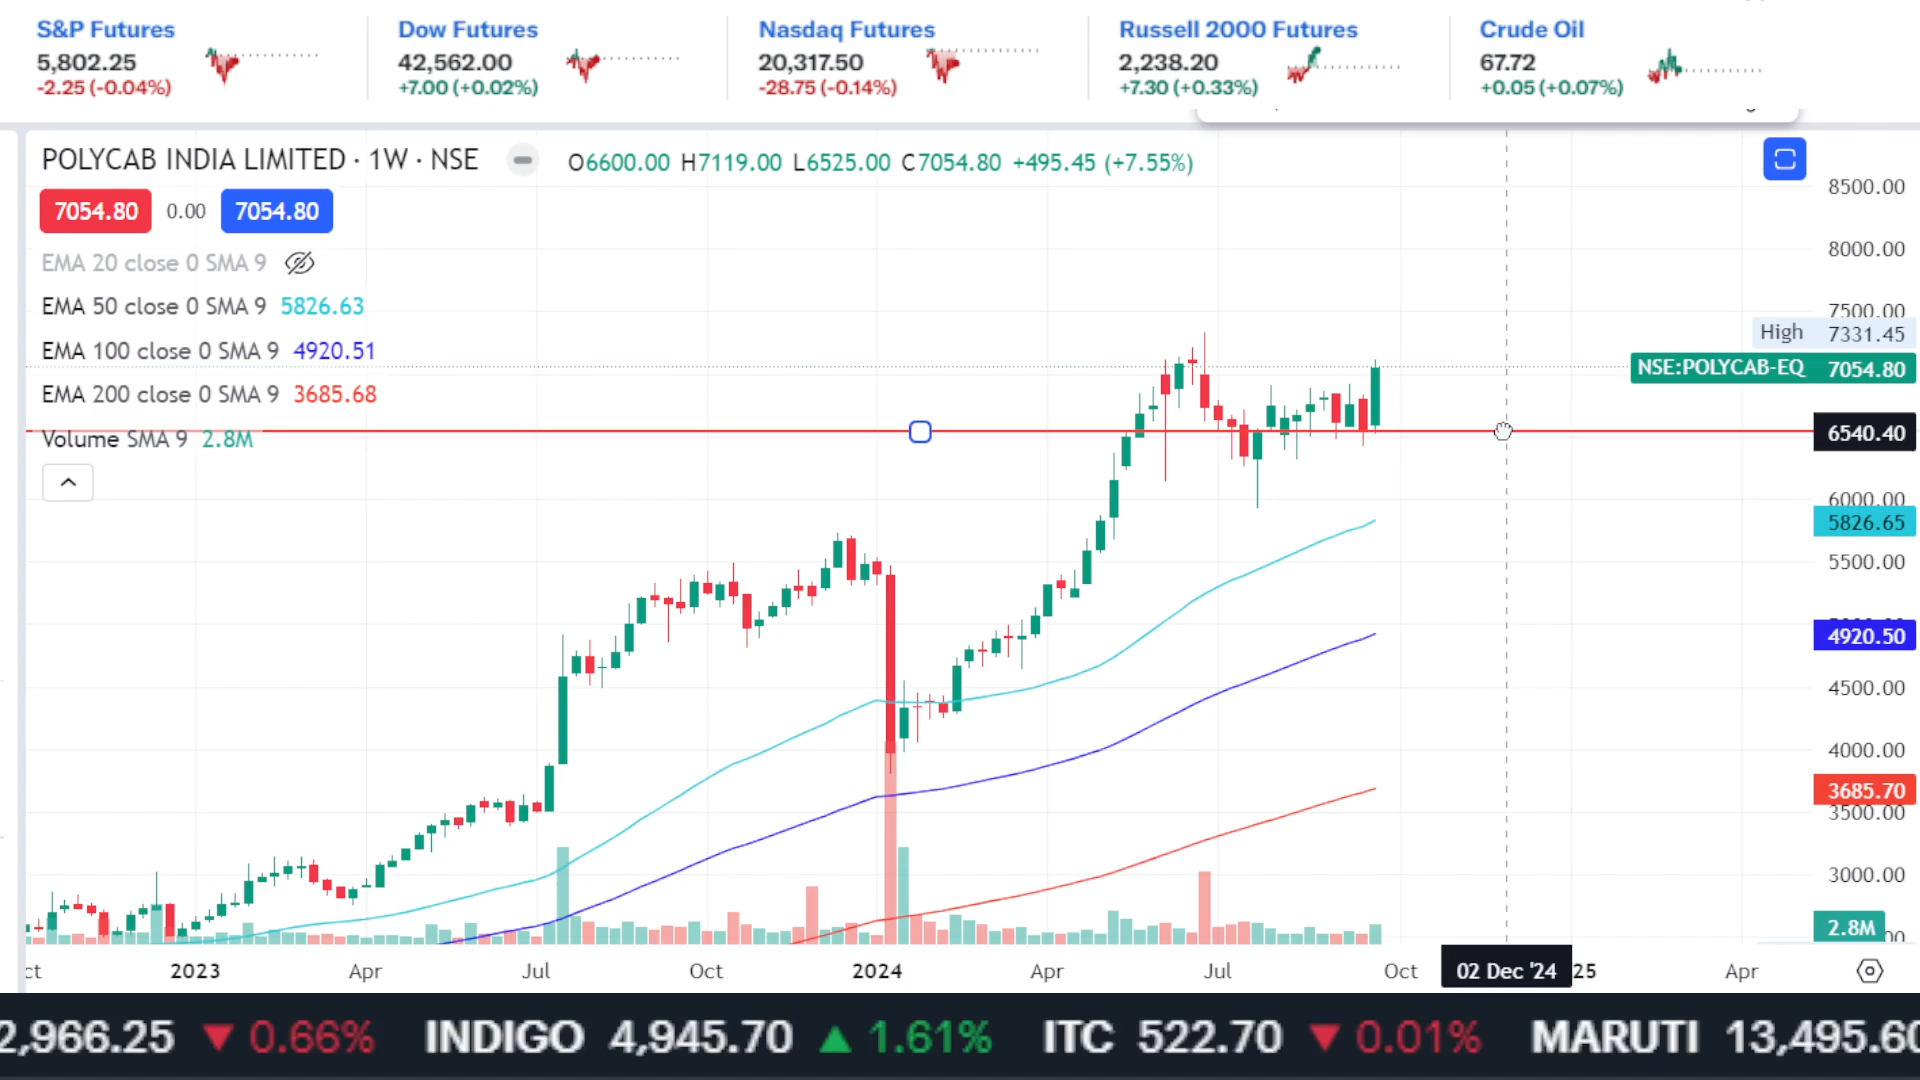 S&P Futures
5,802.25
-2.25 (-0.04%)
Dow Futures
42,562.00
+7.00 (+0.02%)
Nasdaq Futures
20,317.50
-28.75 (-0.14%)
Russell 2000 Futures
2,238.20
+7.30 (+0.33%)
Crude Oil
67.72
+0.05 (+0.07%)
POLYCAB INDIA LIMITED · 1W · NSE
O6600.00 H7119.00 L6525.00 C7054.80 +495.45 (+7.55%)
7054.80 0.00 7054.80
EMA 20 close 0 SMA 9
EMA 50 close 0 SMA 9 5826.63
EMA 100 close 0 SMA 9 4920.51
EMA 200 close 0 SMA 9 3685.68
Volume SMA 9 2.8M
8500.00
8000.00
7500.00
High 7331.45
NSE:POLYCAB-EQ 7054.80
6540.40
6000.00
5826.65
5500.00
4920.50
4500.00
4000.00
3685.70
3500.00
3000.00
2.8M
ct 2023 Apr Jul Oct 2024 Apr Jul Oct 02 Dec '24 25 Apr
2,966.25 ▼ 0.66% INDIGO 4,945.70 ▲ 1.61% ITC 522.70 ▼ 0.01% MARUTI 13,495.60